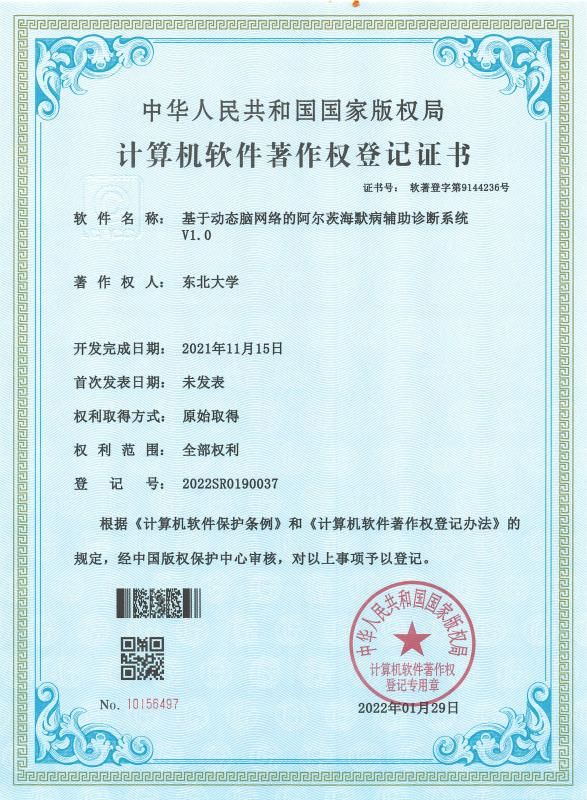 中华人民共和国国家版权局
计算机软件著作权登记证书
证书号： 软著登字第9144236号
软件名称： 基于动态脑网络的阿尔茨海默病辅助诊断系统
V1.0
著作权人： 东北大学
开发完成日期： 2021年11月15日
首次发表日期： 未发表
权利取得方式： 原始取得
权利范围： 全部权利
登记号： 2022SR0190037
根据《计算机软件保护条例》和《计算机软件著作权登记办法》的
规定，经中国版权保护中心审核，对以上事项予以登记。
中华人民共和国国家版权局
计算机软件著作权
登记专用章
No. 10156497
2022年01月29日